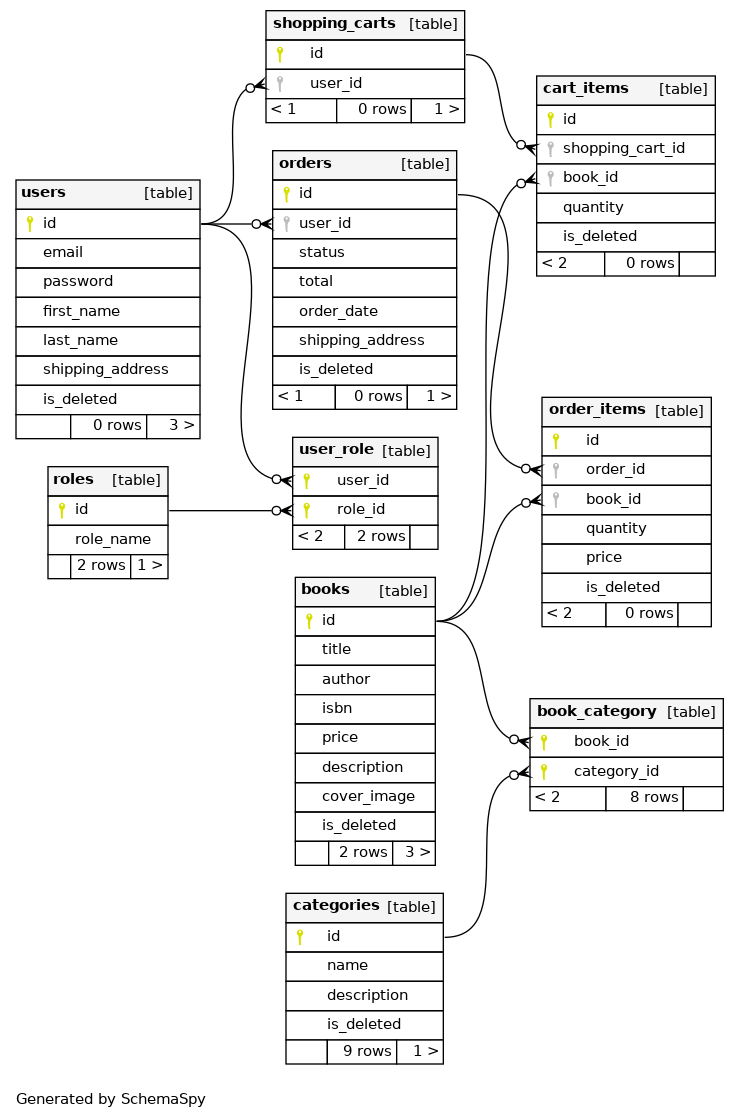 shopping_carts [table]
id
user_id
< 1 0 rows 1 >
cart_items [table]
id
shopping_cart_id
book_id
quantity
is_deleted
< 2 0 rows
orders [table]
id
user_id
status
total
order_date
shipping_address
is_deleted
< 1 0 rows 1 >
users [table]
id
email
password
first_name
last_name
shipping_address
is_deleted
0 rows 3 >
order_items [table]
id
order_id
book_id
quantity
price
is_deleted
< 2 0 rows
user_role [table]
user_id
role_id
< 2 2 rows
roles [table]
id
role_name
2 rows 1 >
books [table]
id
title
author
isbn
price
description
cover_image
is_deleted
2 rows 3 >
book_category [table]
book_id
category_id
< 2 8 rows
categories [table]
id
name
description
is_deleted
9 rows 1 >
Generated by SchemaSpy